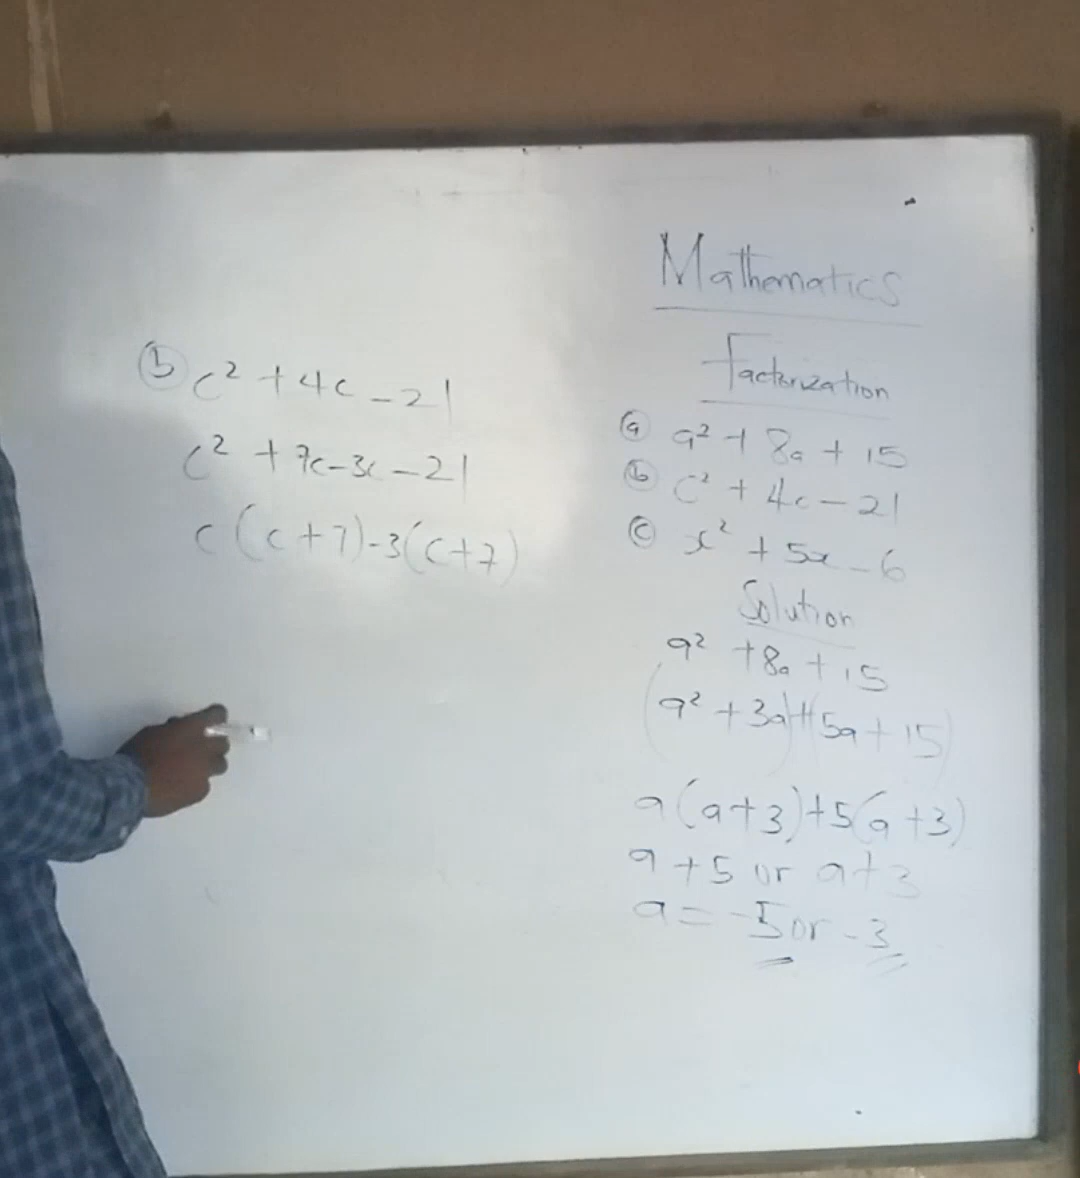 Mathematics
Factorization
ⓐ a² + 8a + 15
ⓑ c² + 4c - 21
ⓒ x² + 5x - 6
Solution
a² + 8a + 15
(a² + 3a) + (5a + 15)
a(a+3)+5(a+3)
a + 5 or a + 3
a = -5 or -3
ⓑ c² + 4c - 21
c² + 7c - 3c - 21
c(c+7)-3(c+7)